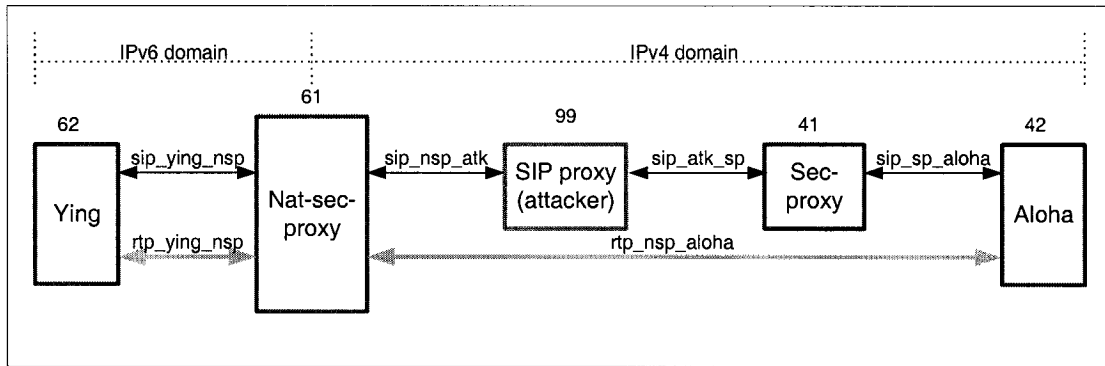 IPv6 domain
IPv4 domain
62
61
99
41
42
sip_ying_nsp
sip_nsp_atk
sip_atk_sp
sip_sp_aloha
Ying
Nat-sec-
proxy
SIP proxy
(attacker)
Sec-
proxy
Aloha
rtp_ying_nsp
rtp_nsp_aloha